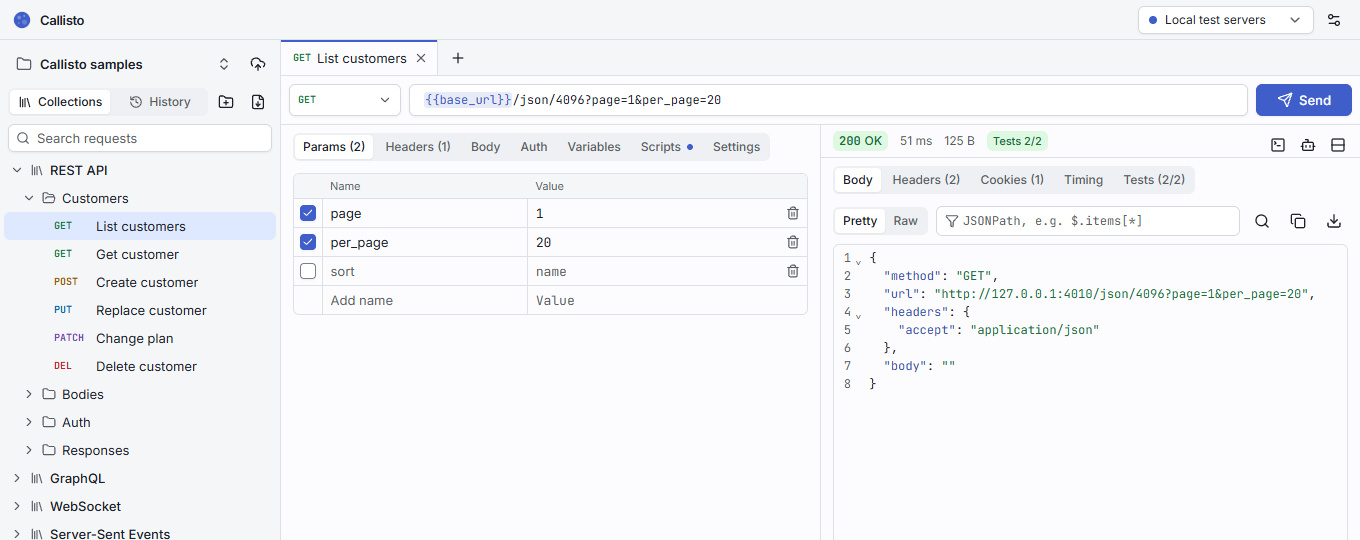 Callisto
Local test servers
Callisto samples
GET List customers
Collections
History
GET
{{base_url}}/json/4096?page=1&per_page=20
Send
Search requests
REST API
Customers
GET List customers
GET Get customer
POST Create customer
PUT Replace customer
PATCH Change plan
DEL Delete customer
Bodies
Auth
Responses
GraphQL
WebSocket
Server-Sent Events
Params (2) Headers (1) Body Auth Variables Scripts Settings
Name Value
page 1
per_page 20
sort name
Add name Value
200 OK 51 ms 125 B Tests 2/2
Body Headers (2) Cookies (1) Timing Tests (2/2)
Pretty Raw JSONPath, e.g. $.items[*]
1 {
2 "method": "GET",
3 "url": "http://127.0.0.1:4010/json/4096?page=1&per_page=20",
4 "headers": {
5 "accept": "application/json"
6 },
7 "body": ""
8 }